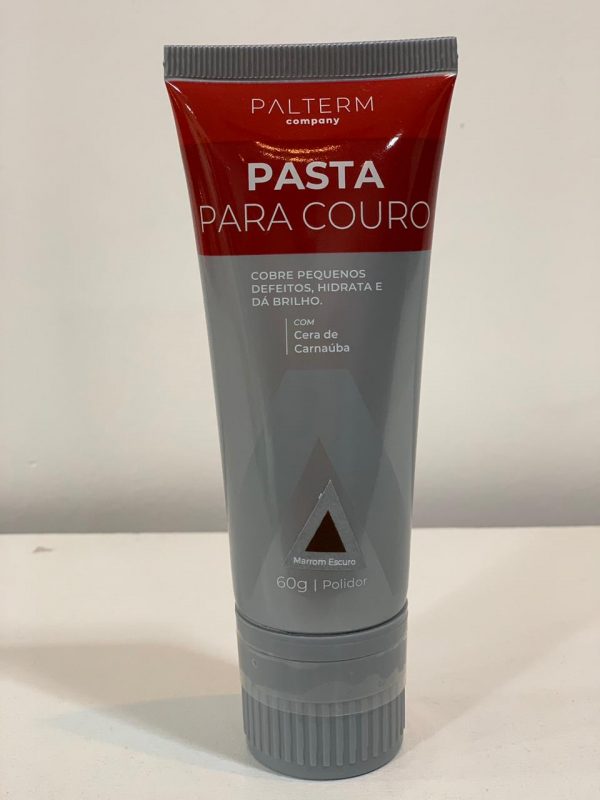 PALTERM
company
PASTA
PARA COURO
COBRE PEQUENOS
DEFEITOS, HIDRATA E
DÁ BRILHO.
COM
Cera de
Carnaúba
Marrom Escuro
60g | Polidor